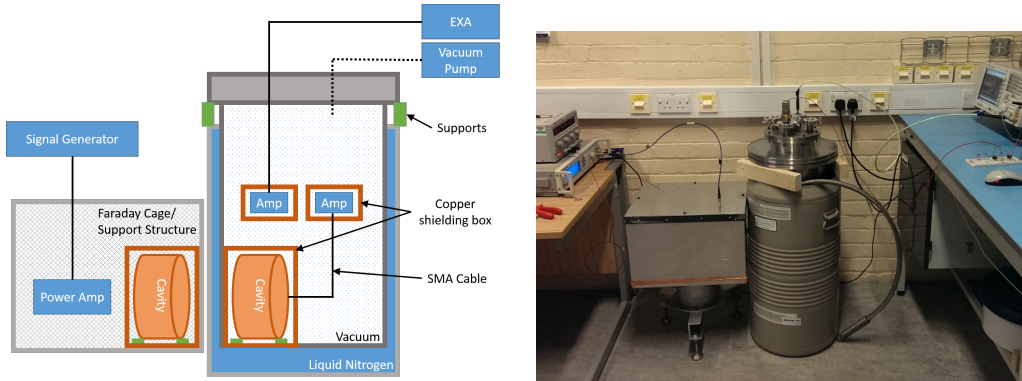 EXA
Vacuum
Pump
Supports
Signal Generator
Faraday Cage/
Support Structure
Amp
Amp
Copper
shielding box
Power Amp
Cavity
Cavity
SMA Cable
Vacuum
Liquid Nitrogen